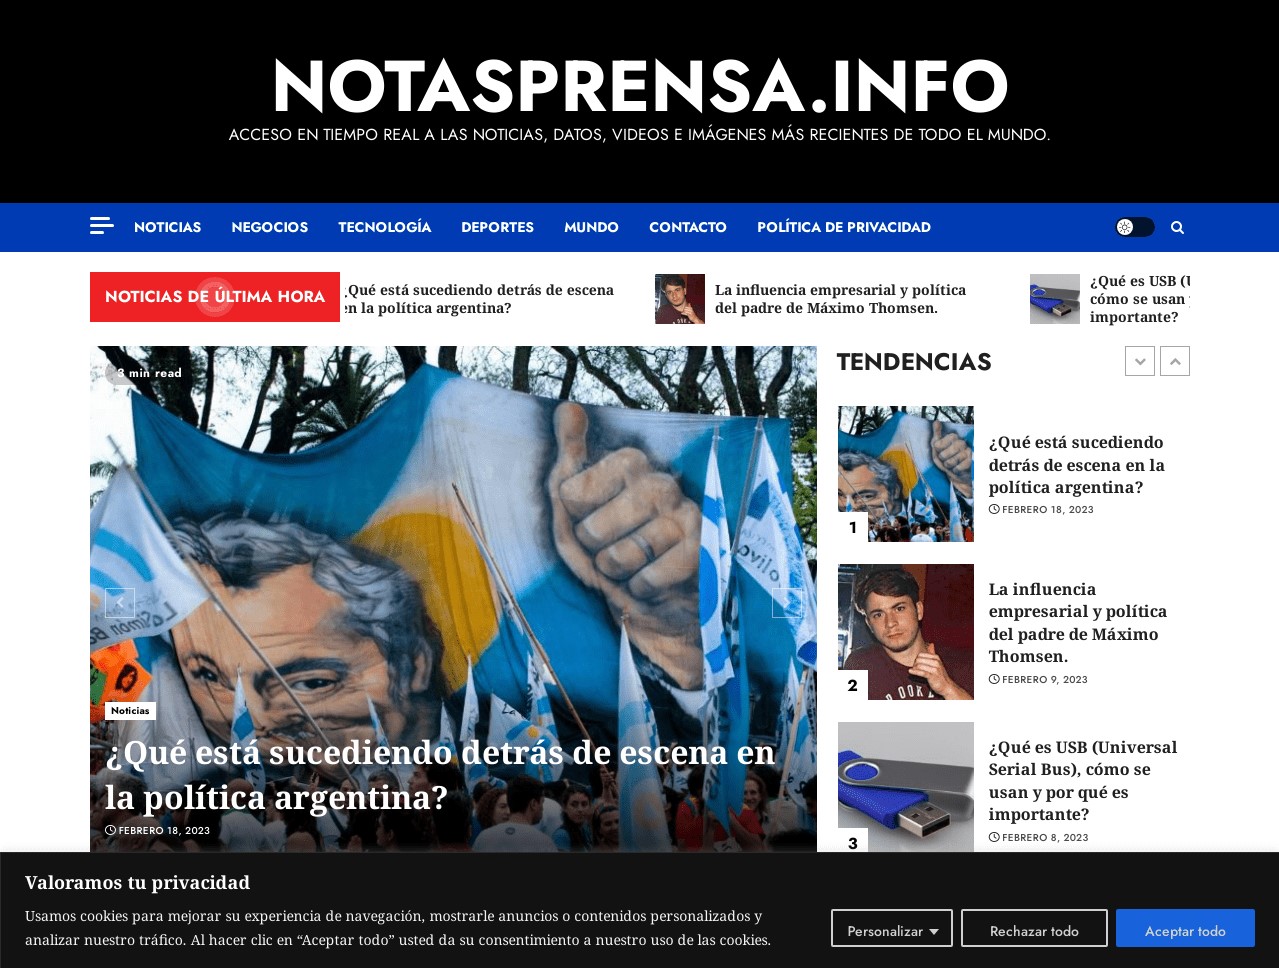 NOTASPRENSA.INFO
ACCESO EN TIEMPO REAL A LAS NOTICIAS, DATOS, VIDEOS E IMÁGENES MÁS RECIENTES DE TODO EL MUNDO.
NOTICIAS NEGOCIOS TECNOLOGÍA DEPORTES MUNDO CONTACTO POLÍTICA DE PRIVACIDAD
NOTICIAS DE ÚLTIMA HORA
¿Qué está sucediendo detrás de escena
en la política argentina?
La influencia empresarial y política
del padre de Máximo Thomsen.
¿Qué es USB (U
cómo se usan
importante?
3 min read
Noticias
¿Qué está sucediendo detrás de escena en
la política argentina?
FEBRERO 18, 2023
TENDENCIAS
¿Qué está sucediendo
detrás de escena en la
política argentina?
FEBRERO 18, 2023
1
La influencia
empresarial y política
del padre de Máximo
Thomsen.
FEBRERO 9, 2023
2
¿Qué es USB (Universal
Serial Bus), cómo se
usan y por qué es
importante?
FEBRERO 8, 2023
3
Valoramos tu privacidad
Usamos cookies para mejorar su experiencia de navegación, mostrarle anuncios o contenidos personalizados y
analizar nuestro tráfico. Al hacer clic en “Aceptar todo” usted da su consentimiento a nuestro uso de las cookies.
Personalizar
Rechazar todo
Aceptar todo